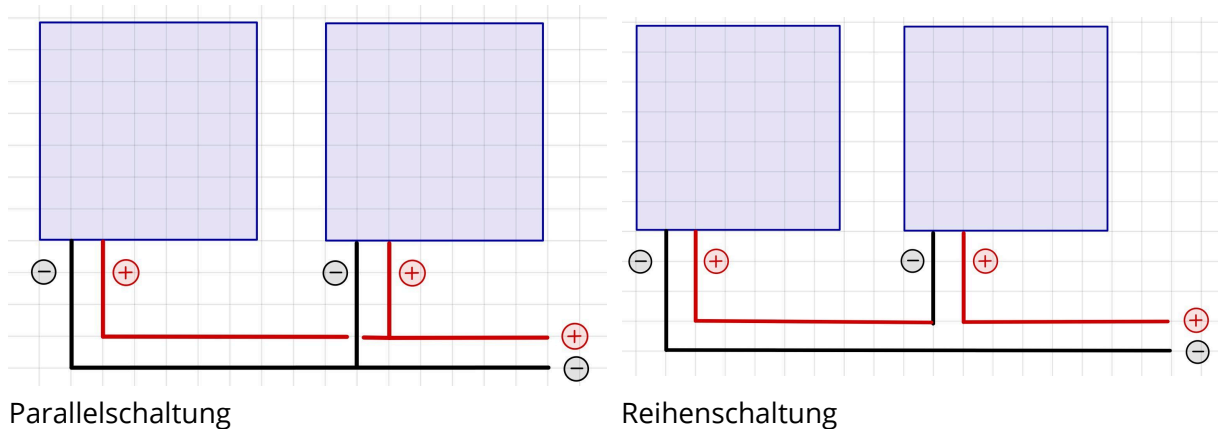 − + − + + −
Parallelschaltung
− + − + + −
Reihenschaltung